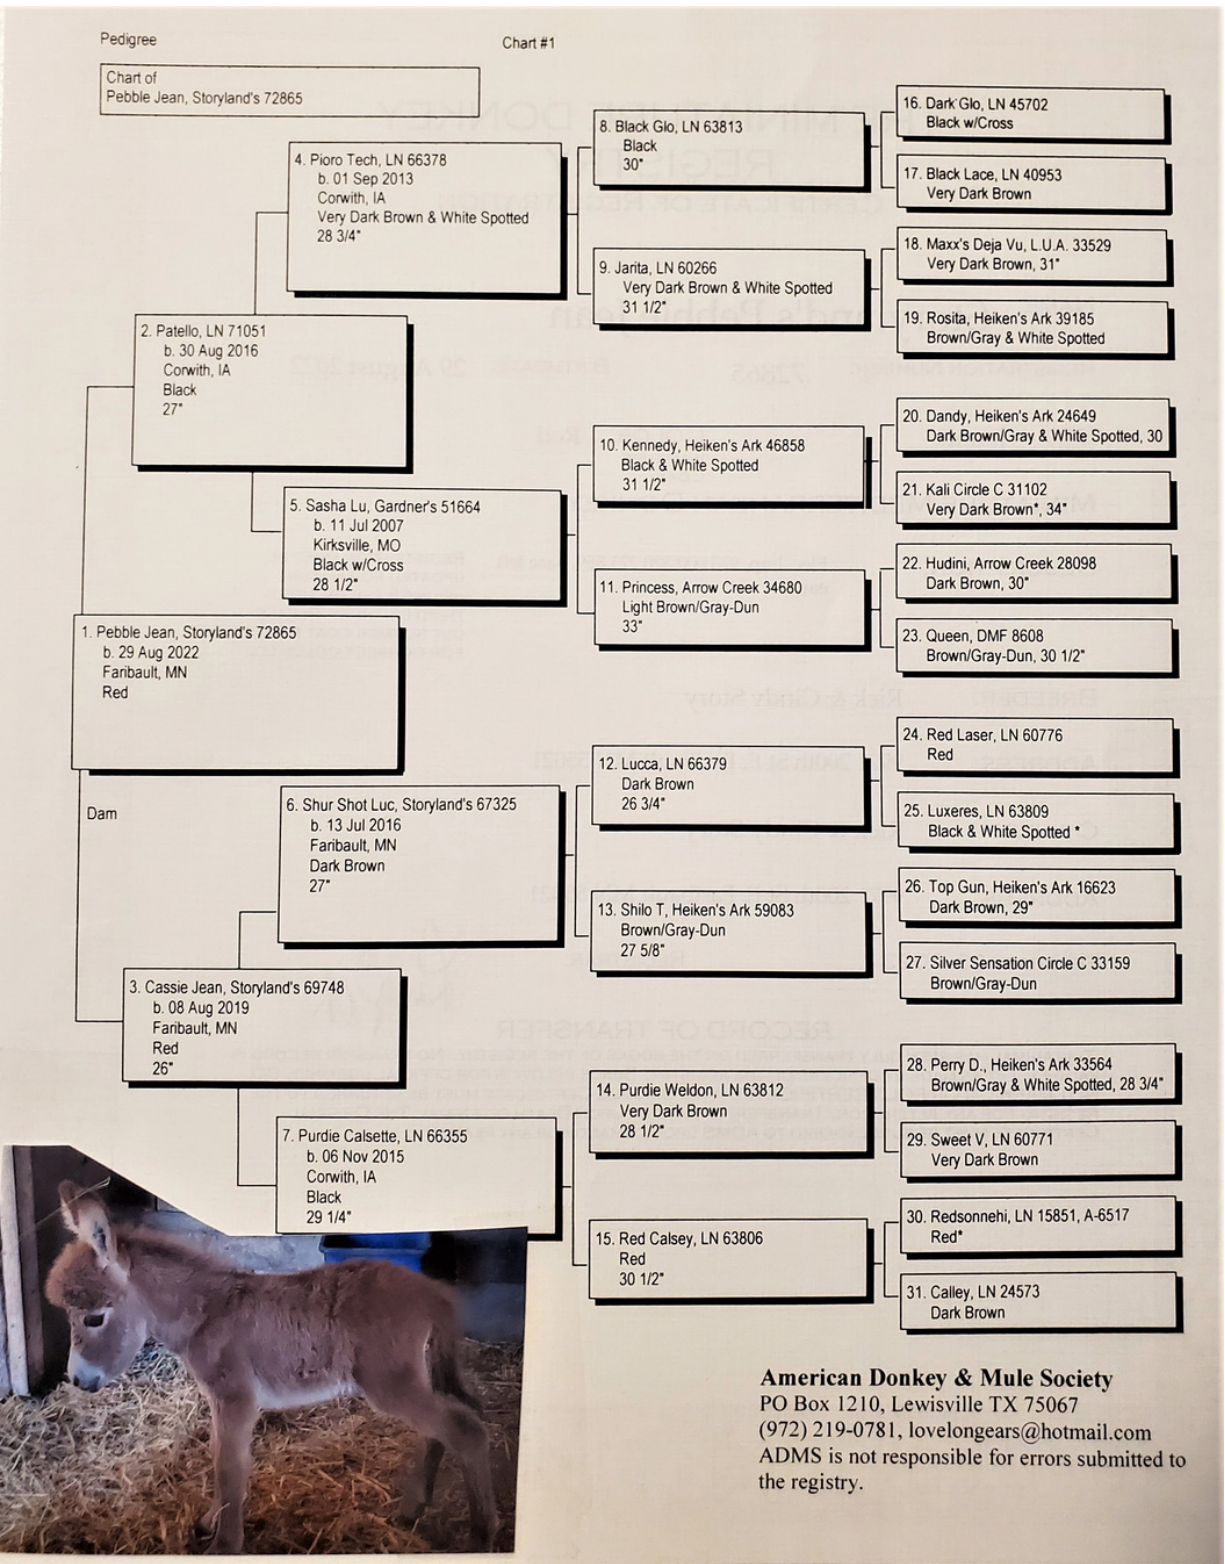 Pedigree
Chart #1
Chart of
Pebble Jean, Storyland's 72865
1. Pebble Jean, Storyland's 72865
b. 29 Aug 2022
Faribault, MN
Red
Dam
2. Patello, LN 71051
b. 30 Aug 2016
Corwith, IA
Black
27"
3. Cassie Jean, Storyland's 69748
b. 08 Aug 2019
Faribault, MN
Red
26"
4. Pioro Tech, LN 66378
b. 01 Sep 2013
Corwith, IA
Very Dark Brown & White Spotted
28 3/4"
5. Sasha Lu, Gardner's 51664
b. 11 Jul 2007
Kirksville, MO
Black w/Cross
28 1/2"
6. Shur Shot Luc, Storyland's 67325
b. 13 Jul 2016
Faribault, MN
Dark Brown
27"
7. Purdie Calsette, LN 66355
b. 06 Nov 2015
Corwith, IA
Black
29 1/4"
8. Black Glo, LN 63813
Black
30"
9. Jarita, LN 60266
Very Dark Brown & White Spotted
31 1/2"
10. Kennedy, Heiken's Ark 46858
Black & White Spotted
31 1/2"
11. Princess, Arrow Creek 34680
Light Brown/Gray-Dun
33"
12. Lucca, LN 66379
Dark Brown
26 3/4"
13. Shilo T, Heiken's Ark 59083
Brown/Gray-Dun
27 5/8"
14. Purdie Weldon, LN 63812
Very Dark Brown
28 1/2"
15. Red Calsey, LN 63806
Red
30 1/2"
16. Dark Glo, LN 45702
Black w/Cross
17. Black Lace, LN 40953
Very Dark Brown
18. Maxx's Deja Vu, L.U.A. 33529
Very Dark Brown, 31"
19. Rosita, Heiken's Ark 39185
Brown/Gray & White Spotted
20. Dandy, Heiken's Ark 24649
Dark Brown/Gray & White Spotted, 30
21. Kali Circle C 31102
Very Dark Brown*, 34"
22. Hudini, Arrow Creek 28098
Dark Brown, 30"
23. Queen, DMF 8608
Brown/Gray-Dun, 30 1/2"
24. Red Laser, LN 60776
Red
25. Luxeres, LN 63809
Black & White Spotted *
26. Top Gun, Heiken's Ark 16623
Dark Brown, 29"
27. Silver Sensation Circle C 33159
Brown/Gray-Dun
28. Perry D., Heiken's Ark 33564
Brown/Gray & White Spotted, 28 3/4"
29. Sweet V, LN 60771
Very Dark Brown
30. Redsonnehi, LN 15851, A-6517
Red*
31. Calley, LN 24573
Dark Brown
American Donkey & Mule Society
PO Box 1210, Lewisville TX 75067
(972) 219-0781, lovelongears@hotmail.com
ADMS is not responsible for errors submitted to
the registry.